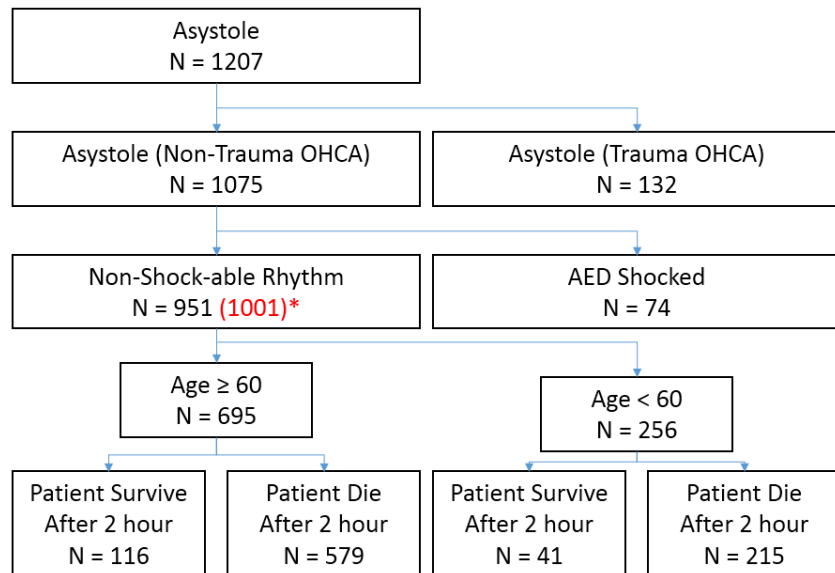 Asystole
N = 1207
Asystole (Non-Trauma OHCA)
N = 1075
Asystole (Trauma OHCA)
N = 132
Non-Shock-able Rhythm
N = 951 (1001)*
AED Shocked
N = 74
Age ≥ 60
N = 695
Age < 60
N = 256
Patient Survive
After 2 hour
N = 116
Patient Die
After 2 hour
N = 579
Patient Survive
After 2 hour
N = 41
Patient Die
After 2 hour
N = 215